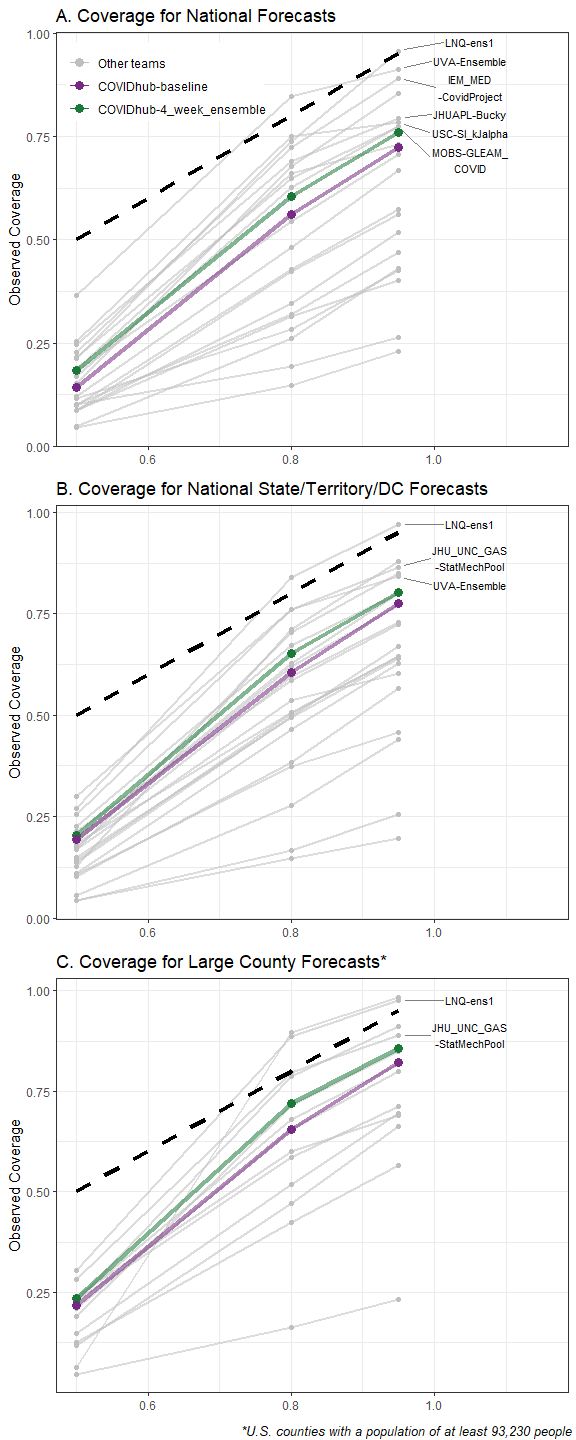 A. Coverage for National Forecasts
1.00
0.75
0.50
0.25
0.00
Observed Coverage
Other teams
COVIDhub-baseline
COVIDhub-4_week_ensemble
LNQ-ens1
UVA-Ensemble
IEM_MED
-CovidProject
JHUAPL-Bucky
USC-SI_kJalpha
MOBS-GLEAM_
COVID
0.6 0.8 1.0
B. Coverage for National State/Territory/DC Forecasts
1.00
0.75
0.50
0.25
0.00
Observed Coverage
LNQ-ens1
JHU_UNC_GAS
-StatMechPool
UVA-Ensemble
0.6 0.8 1.0
C. Coverage for Large County Forecasts*
1.00
0.75
0.50
0.25
Observed Coverage
LNQ-ens1
JHU_UNC_GAS
-StatMechPool
0.6 0.8 1.0
*U.S. counties with a population of at least 93,230 people